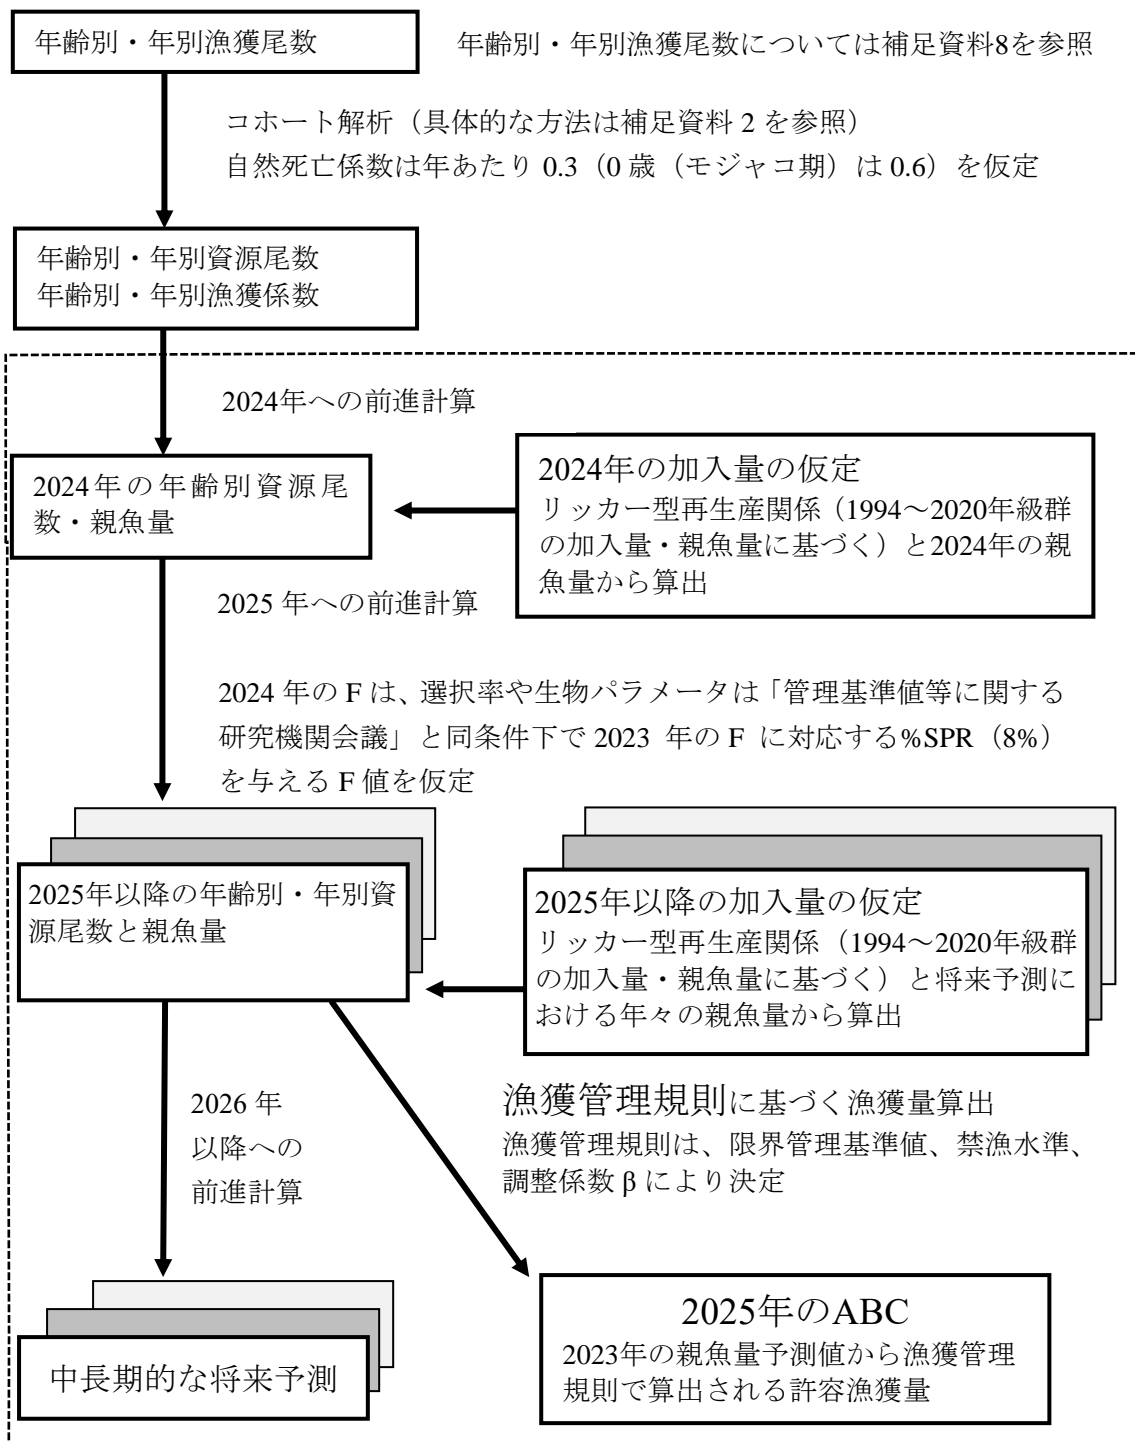 年齢別・年別漁獲尾数
年齢別・年別漁獲尾数については補足資料8を参照
コホート解析（具体的な方法は補足資料 2 を参照）
自然死亡係数は年あたり 0.3（0 歳（モジャコ期）は 0.6）を仮定
年齢別・年別資源尾数
年齢別・年別漁獲係数
2024年への前進計算
2024年の年齢別資源尾
数・親魚量
2024年の加入量の仮定
リッカー型再生産関係（1994～2020年級群
の加入量・親魚量に基づく）と2024年の親
魚量から算出
2025 年への前進計算
2024 年の F は、選択率や生物パラメータは「管理基準値等に関する
研究機関会議」と同条件下で 2023 年の F に対応する%SPR（8%）
を与える F 値を仮定
2025年以降の年齢別・年別資
源尾数と親魚量
2025年以降の加入量の仮定
リッカー型再生産関係（1994～2020年級群
の加入量・親魚量に基づく）と将来予測に
おける年々の親魚量から算出
2026 年
以降への
前進計算
漁獲管理規則に基づく漁獲量算出
漁獲管理規則は、限界管理基準値、禁漁水準、
調整係数 β により決定
中長期的な将来予測
2025年のABC
2023年の親魚量予測値から漁獲管理
規則で算出される許容漁獲量